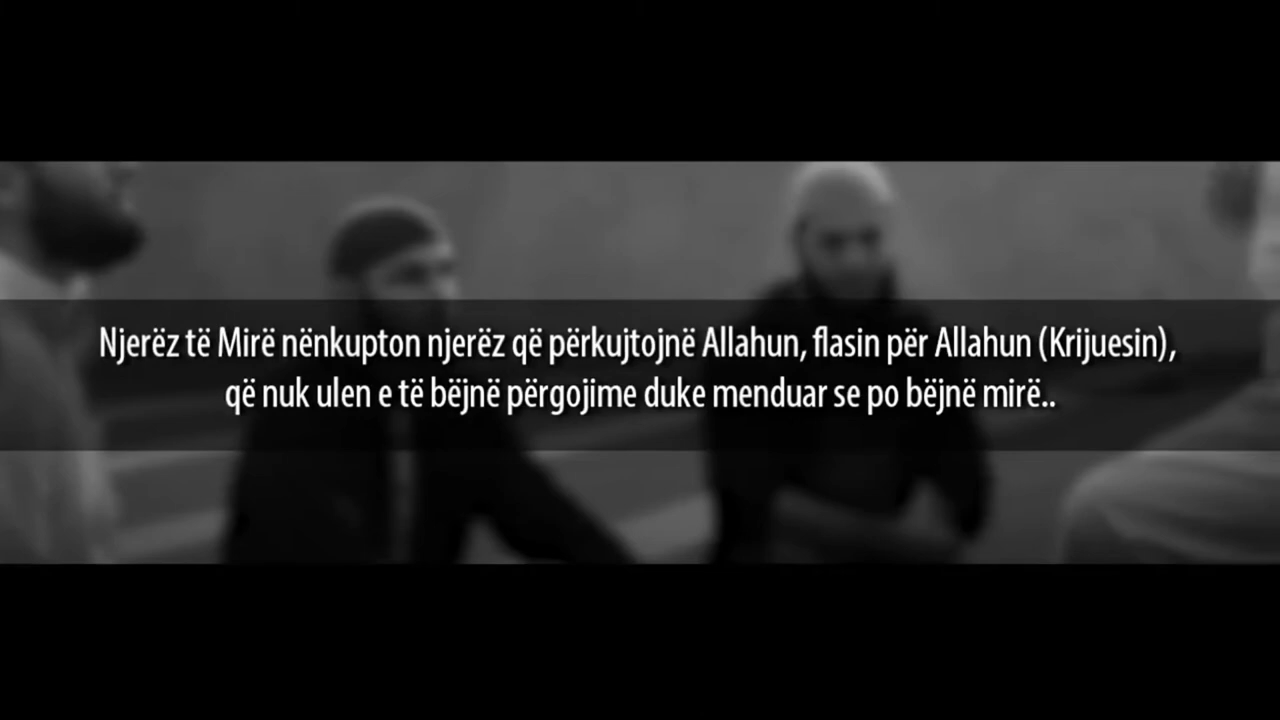 Njerëz të Mirë nënkupton njerëz që përkujtojnë Allahun, flasin për Allahun (Krijuesin),
që nuk ulen e të bëjnë përgojime duke menduar se po bëjnë mirë..